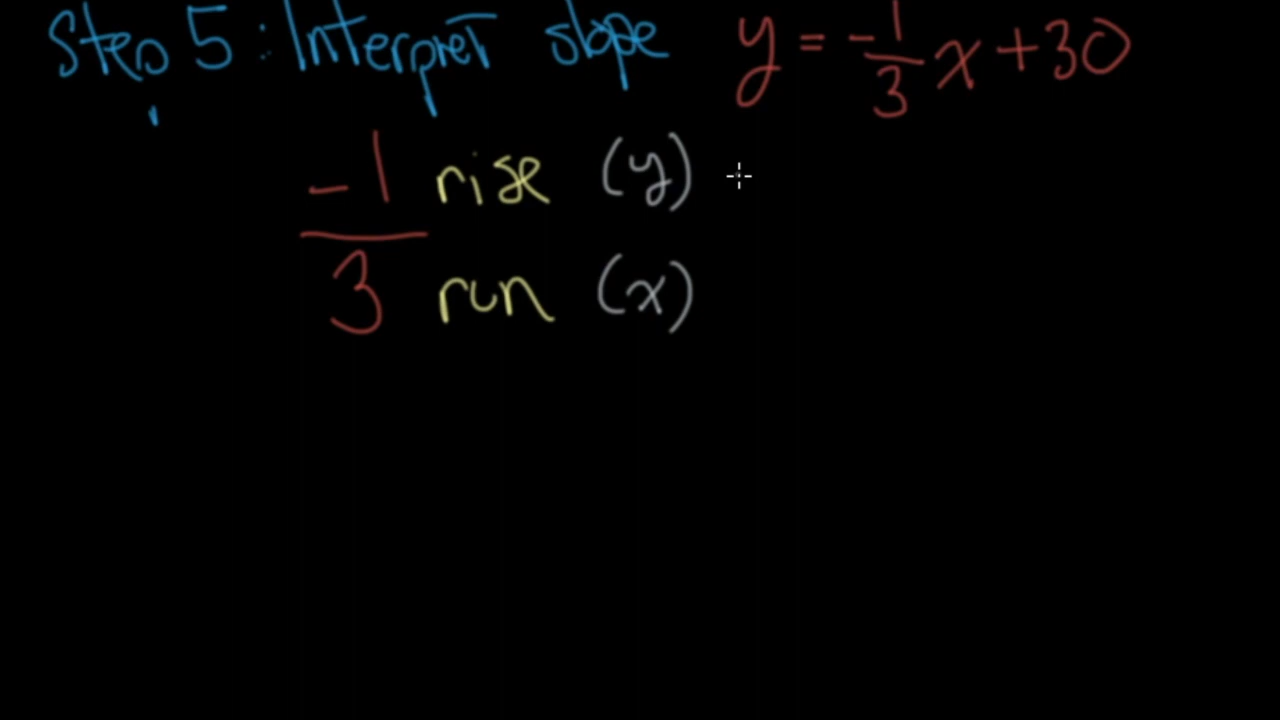 Step 5: Interpret slope y = -1/3 x + 30
-1 rise (y)
3 run (x)